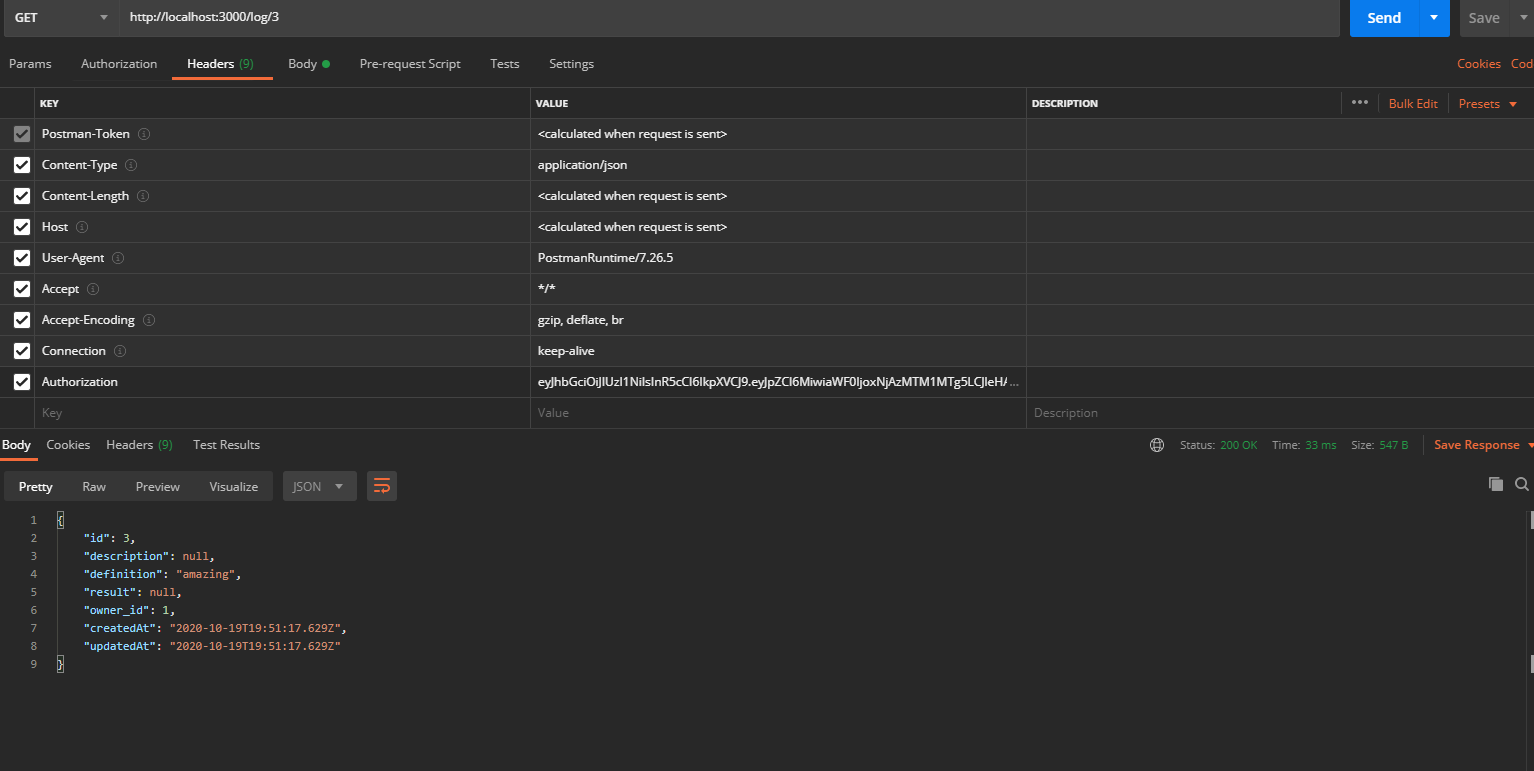 GET http://localhost:3000/log/3 Send Save
Params Authorization Headers (9) Body Pre-request Script Tests Settings Cookies Cod
KEY VALUE DESCRIPTION ••• Bulk Edit Presets
Postman-Token <calculated when request is sent>
Content-Type application/json
Content-Length <calculated when request is sent>
Host <calculated when request is sent>
User-Agent PostmanRuntime/7.26.5
Accept */*
Accept-Encoding gzip, deflate, br
Connection keep-alive
Authorization eyJhbGciOiJIUzI1NiIsInR5cCI6IkpXVCJ9.eyJpZCI6MiwiaWF0IjoxNjAzMTM1MTg5LCJleHA...
Key Value Description
Body Cookies Headers (9) Test Results Status: 200 OK Time: 33 ms Size: 547 B Save Response
Pretty Raw Preview Visualize JSON
1 {
2 "id": 3,
3 "description": null,
4 "definition": "amazing",
5 "result": null,
6 "owner_id": 1,
7 "createdAt": "2020-10-19T19:51:17.629Z",
8 "updatedAt": "2020-10-19T19:51:17.629Z"
9 }